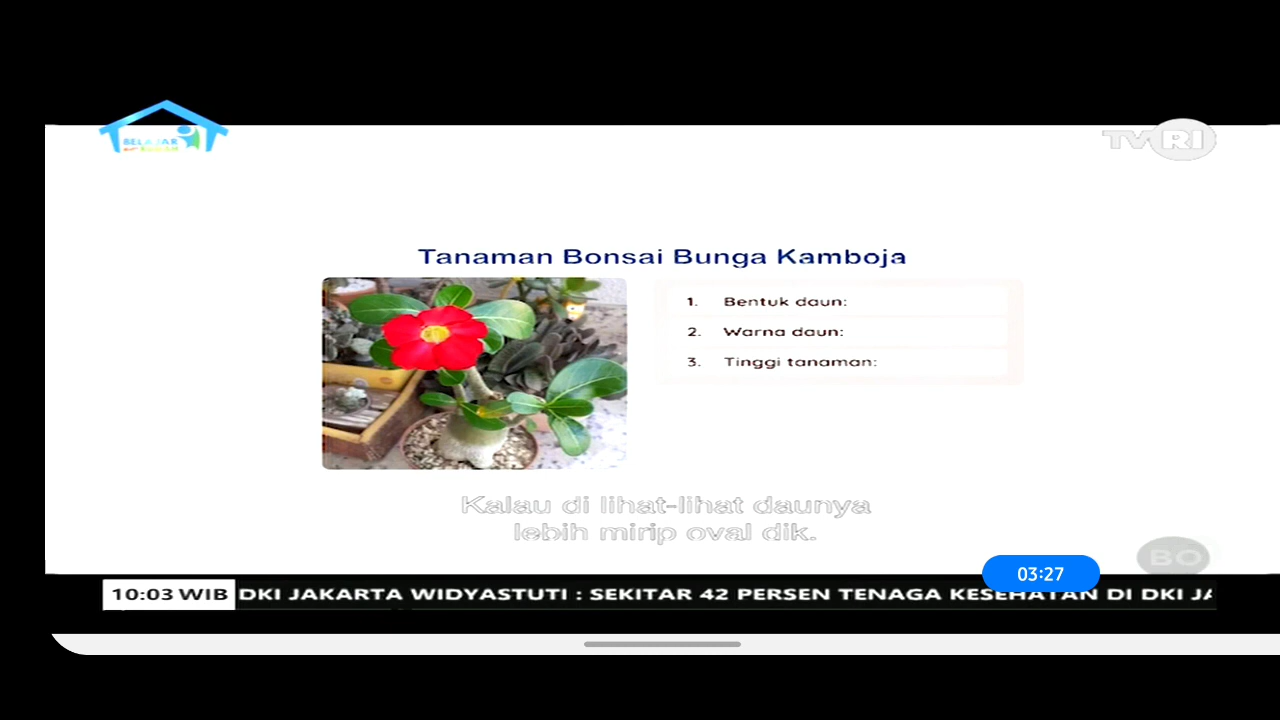 BELAJAR
TVRI
Tanaman Bonsai Bunga Kamboja
1. Bentuk daun:
2. Warna daun:
3. Tinggi tanaman:
Kalau di lihat-lihat daunya
lebih mirip oval dik.
BO
03:27
10:03 WIB DKI JAKARTA WIDYASTUTI : SEKITAR 42 PERSEN TENAGA KESEHATAN DI DKI